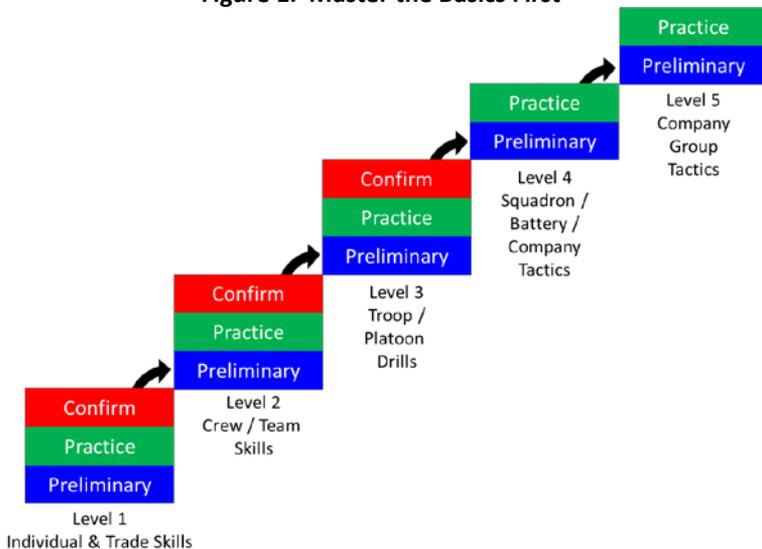 Figure
Master the Basics First
Practice
Preliminary
Level 5
Company
Group
Tactics
Practice
Preliminary
Level 4
Squadron /
Battery /
Company
Tactics
Confirm
Practice
Preliminary
Level 3
Troop /
Platoon
Drills
Confirm
Practice
Preliminary
Level 2
Crew / Team
Skills
Confirm
Practice
Preliminary
Level 1
Individual & Trade Skills